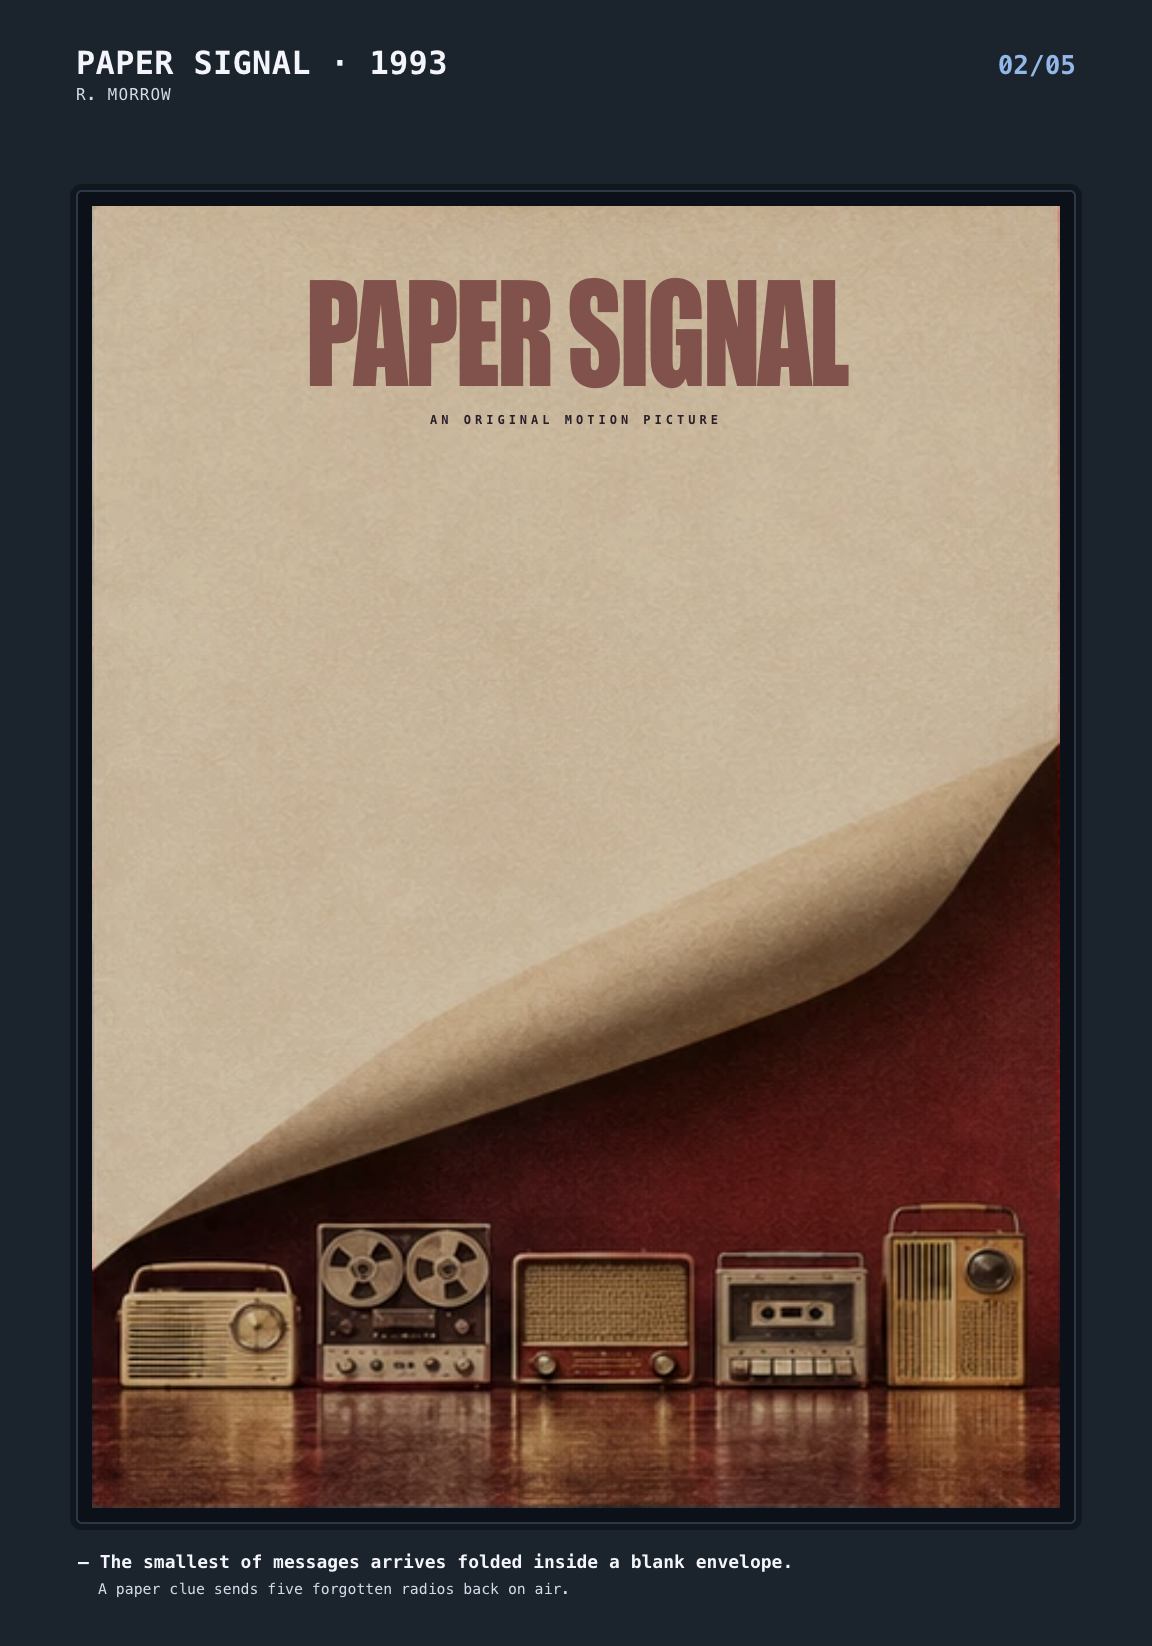 PAPER SIGNAL · 1993
02/05
R. MORROW
PAPER SIGNAL
AN ORIGINAL MOTION PICTURE
— The smallest of messages arrives folded inside a blank envelope.
A paper clue sends five forgotten radios back on air.